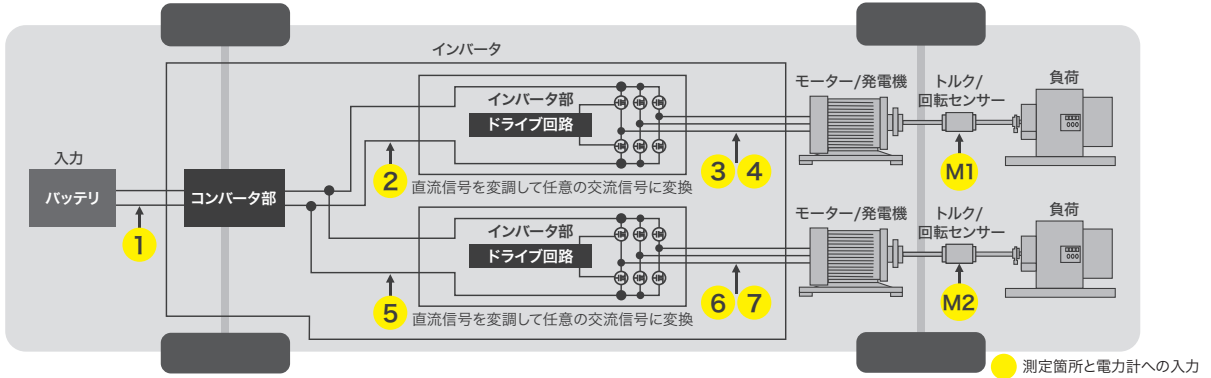 インバータ
入力
バッテリ
1
コンバータ部
インバータ部
ドライブ回路
2
直流信号を変調して任意の交流信号に変換
3 4
モーター/発電機
トルク/
回転センサー
M1
負荷
インバータ部
ドライブ回路
5
直流信号を変調して任意の交流信号に変換
6 7
モーター/発電機
トルク/
回転センサー
M2
負荷
測定箇所と電力計への入力